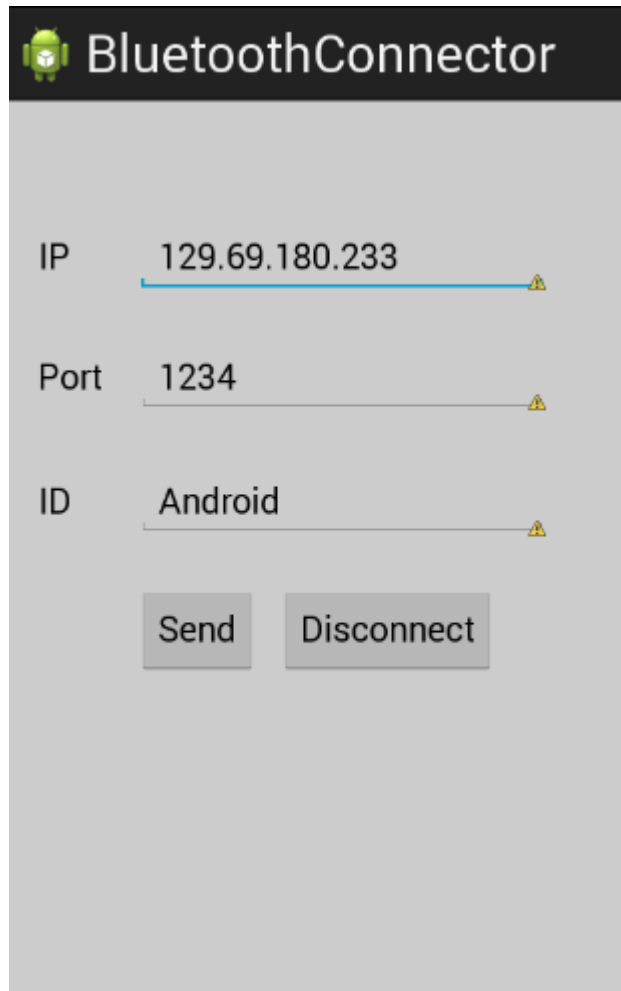 BluetoothConnector
IP 129.69.180.233
Port 1234
ID Android
Send Disconnect